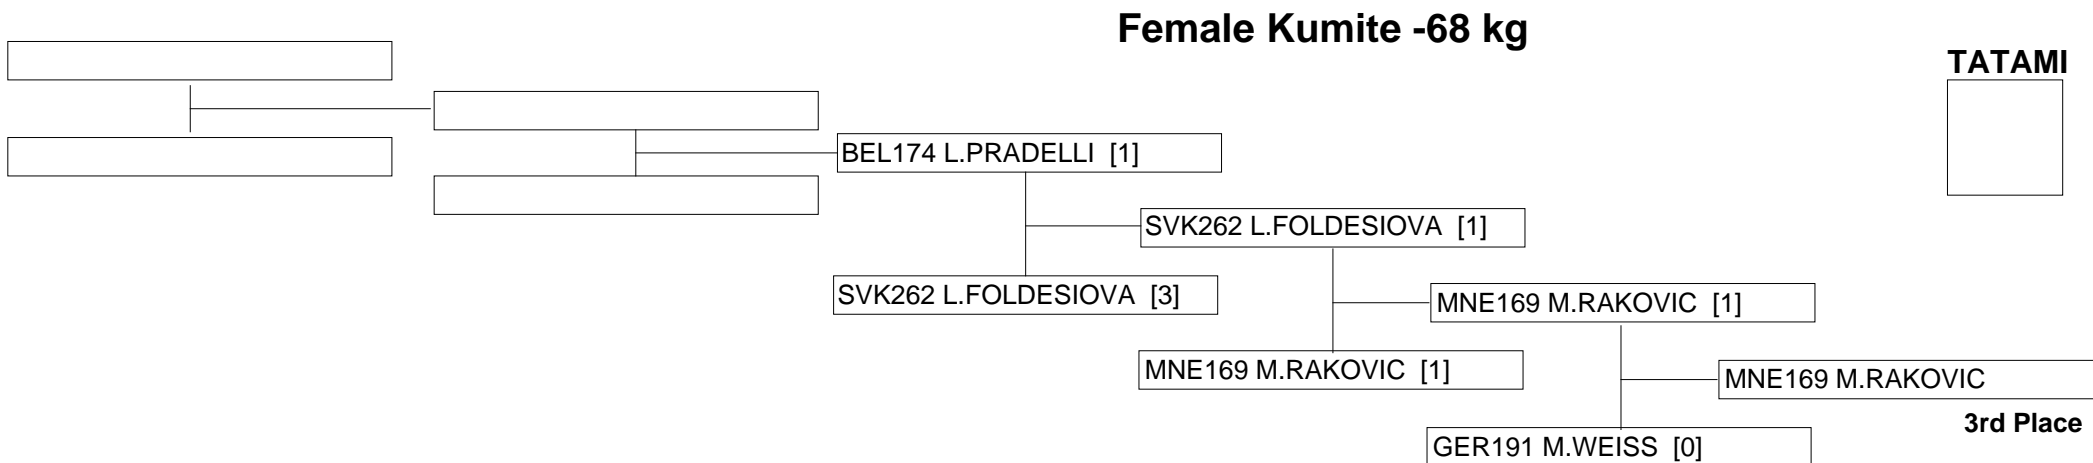 Female Kumite -68 kg
TATAMI
BEL174 L.PRADELLI [1]
SVK262 L.FOLDESIOVA [1]
SVK262 L.FOLDESIOVA [3]
MNE169 M.RAKOVIC [1]
MNE169 M.RAKOVIC [1]
MNE169 M.RAKOVIC
3rd Place
GER191 M.WEISS [0]